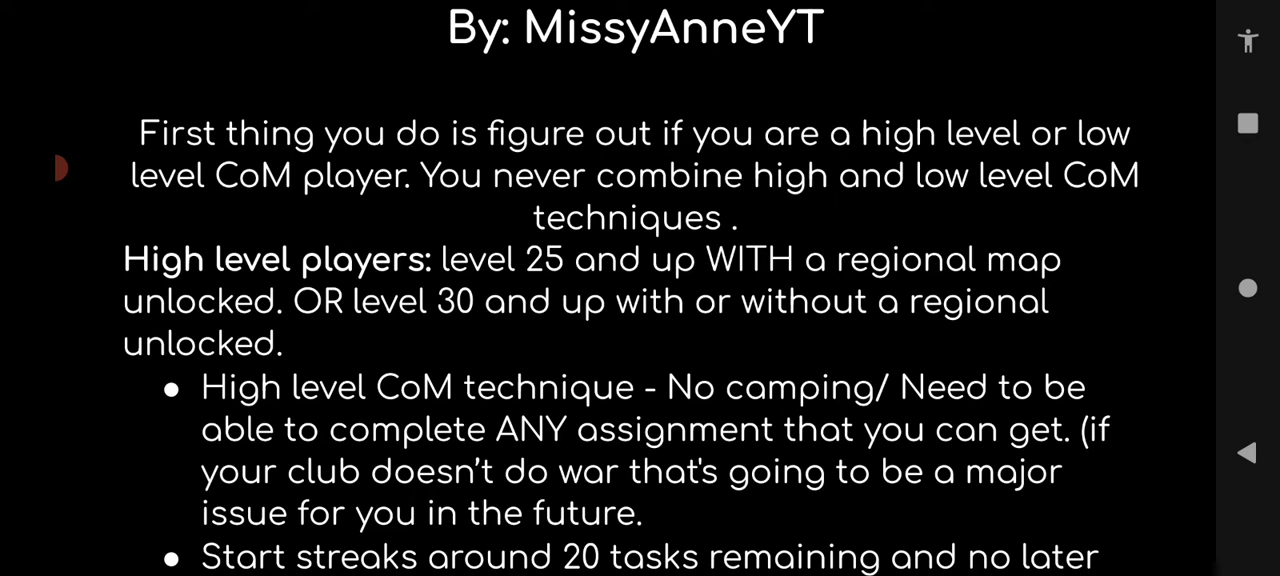 By: MissyAnneYT
First thing you do is figure out if you are a high level or low
level CoM player. You never combine high and low level CoM
techniques .
High level players: level 25 and up WITH a regional map
unlocked. OR level 30 and up with or without a regional
unlocked.
● High level CoM technique - No camping/ Need to be
able to complete ANY assignment that you can get. (if
your club doesn't do war that's going to be a major
issue for you in the future.
● Start streaks around 20 tasks remaining and no later